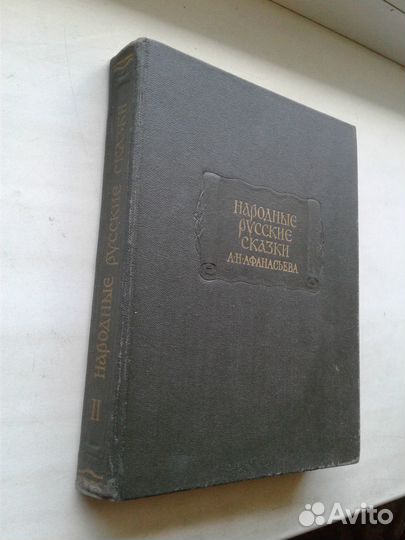 НАРОДНЫЕ РУССКИЕ СКАЗКИ
II
НАРОДНЫЕ
РУССКИЕ
СКАЗКИ
А·Н·АФАНАСЬЕВА
Avito